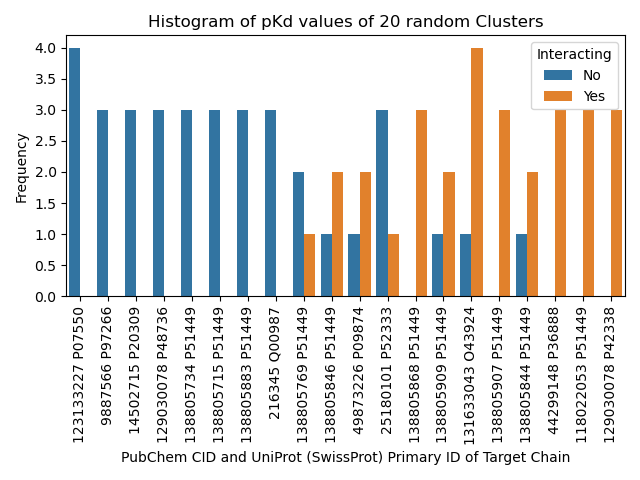 Histogram of pKd values of 20 random Clusters
Interacting
No
Yes
Frequency
4.0
3.5
3.0
2.5
2.0
1.5
1.0
0.5
0.0
123133227 P07550
9887566 P97266
14502715 P20309
129030078 P48736
138805734 P51449
138805715 P51449
138805883 P51449
216345 Q00987
138805769 P51449
138805846 P51449
49873226 P09874
25180101 P52333
138805868 P51449
138805909 P51449
131633043 O43924
138805907 P51449
138805844 P51449
44299148 P36888
118022053 P51449
129030078 P42338
PubChem CID and UniProt (SwissProt) Primary ID of Target Chain